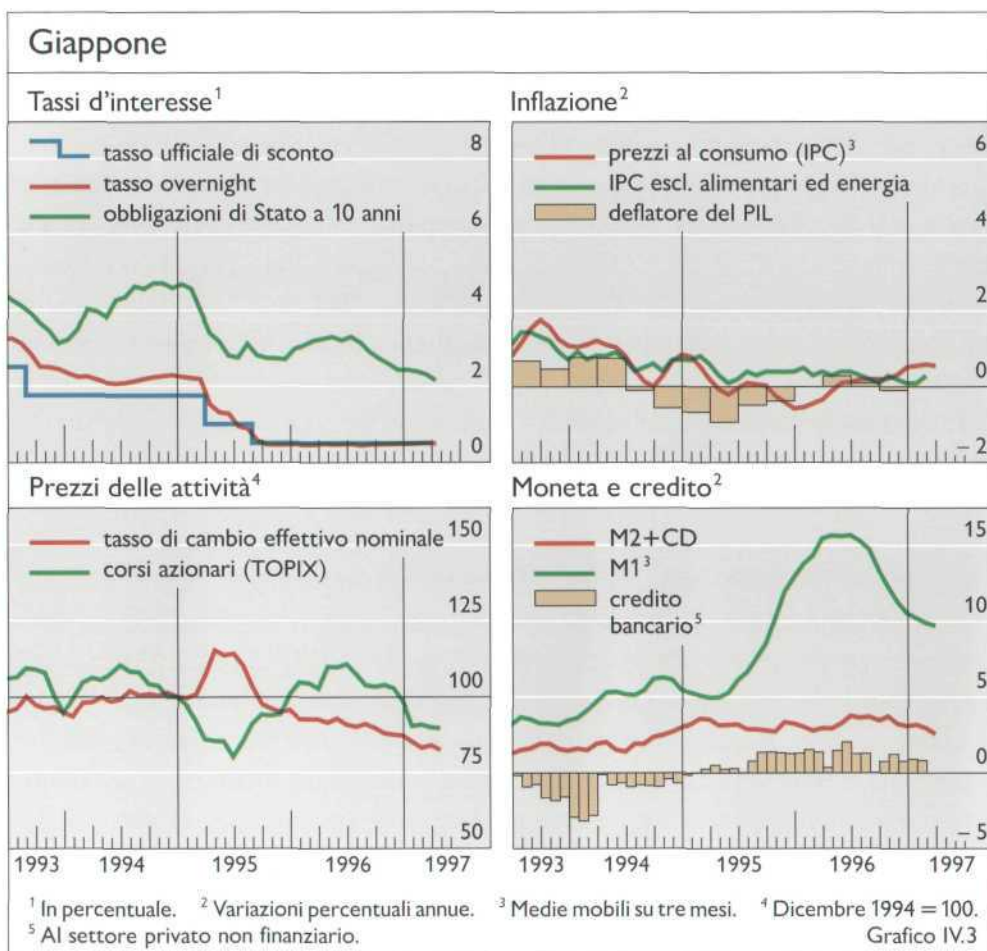 Giappone
Tassi d'interesse¹
tasso ufficiale di sconto
tasso overnight
obbligazioni di Stato a 10 anni
8
6
4
2
0
Inflazione²
prezzi al consumo (IPC)³
IPC escl. alimentari ed energia
deflatore del PIL
6
4
2
0
–2
Prezzi delle attività⁴
tasso di cambio effettivo nominale
corsi azionari (TOPIX)
150
125
100
75
50
1993 1994 1995 1996 1997
Moneta e credito²
M2+CD
M1³
credito
bancario⁵
15
10
5
0
–5
1993 1994 1995 1996 1997
¹ In percentuale. ² Variazioni percentuali annue. ³ Medie mobili su tre mesi. ⁴ Dicembre 1994 = 100.
⁵ Al settore privato non finanziario. Grafico IV.3